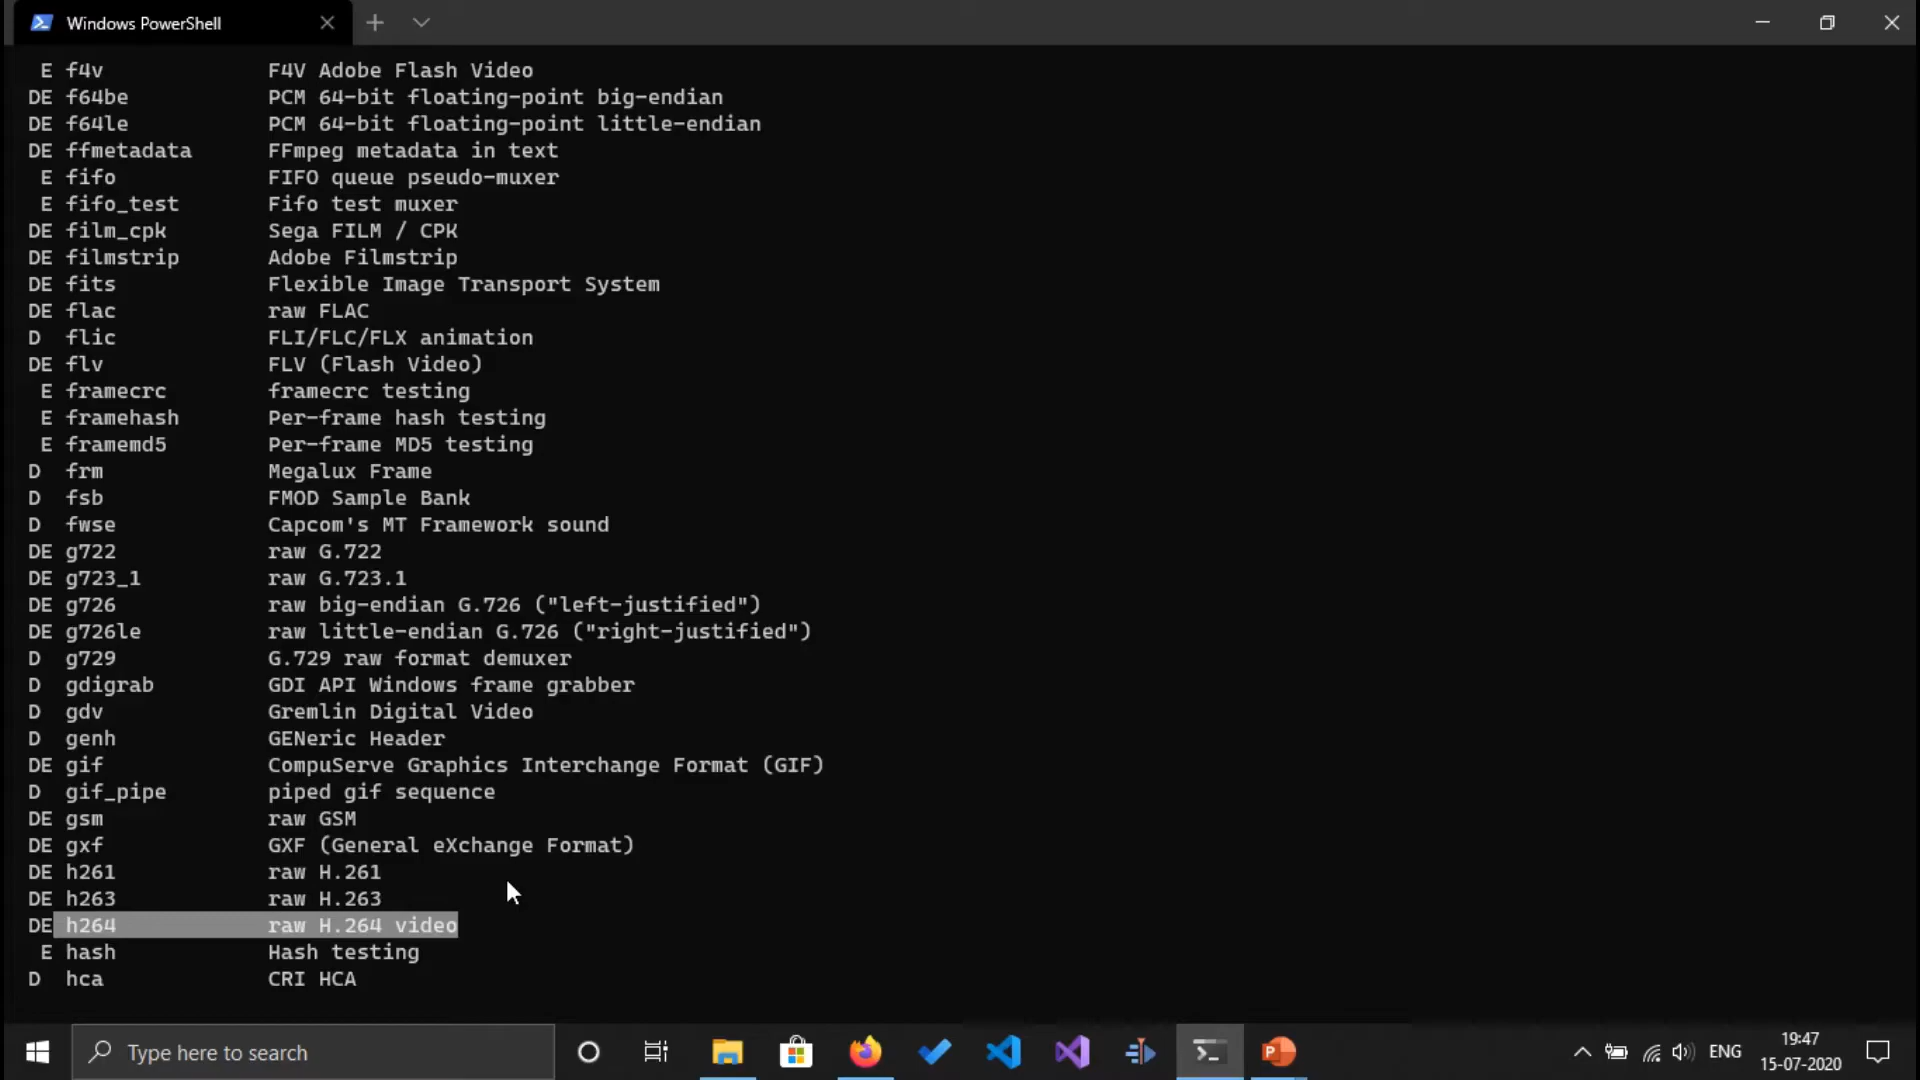 Windows PowerShell
E f4v F4V Adobe Flash Video
DE f64be PCM 64-bit floating-point big-endian
DE f64le PCM 64-bit floating-point little-endian
DE ffmetadata FFmpeg metadata in text
E fifo FIFO queue pseudo-muxer
E fifo_test Fifo test muxer
DE film_cpk Sega FILM / CPK
DE filmstrip Adobe Filmstrip
DE fits Flexible Image Transport System
DE flac raw FLAC
D flic FLI/FLC/FLX animation
DE flv FLV (Flash Video)
E framecrc framecrc testing
E framehash Per-frame hash testing
E framemd5 Per-frame MD5 testing
D frm Megalux Frame
D fsb FMOD Sample Bank
D fwse Capcom's MT Framework sound
DE g722 raw G.722
DE g723_1 raw G.723.1
DE g726 raw big-endian G.726 ("left-justified")
DE g726le raw little-endian G.726 ("right-justified")
D g729 G.729 raw format demuxer
D gdigrab GDI API Windows frame grabber
D gdv Gremlin Digital Video
D genh GENeric Header
DE gif CompuServe Graphics Interchange Format (GIF)
D gif_pipe piped gif sequence
DE gsm raw GSM
DE gxf GXF (General eXchange Format)
DE h261 raw H.261
DE h263 raw H.263
DE h264 raw H.264 video
E hash Hash testing
D hca CRI HCA
Type here to search
ENG
19:47
15-07-2020